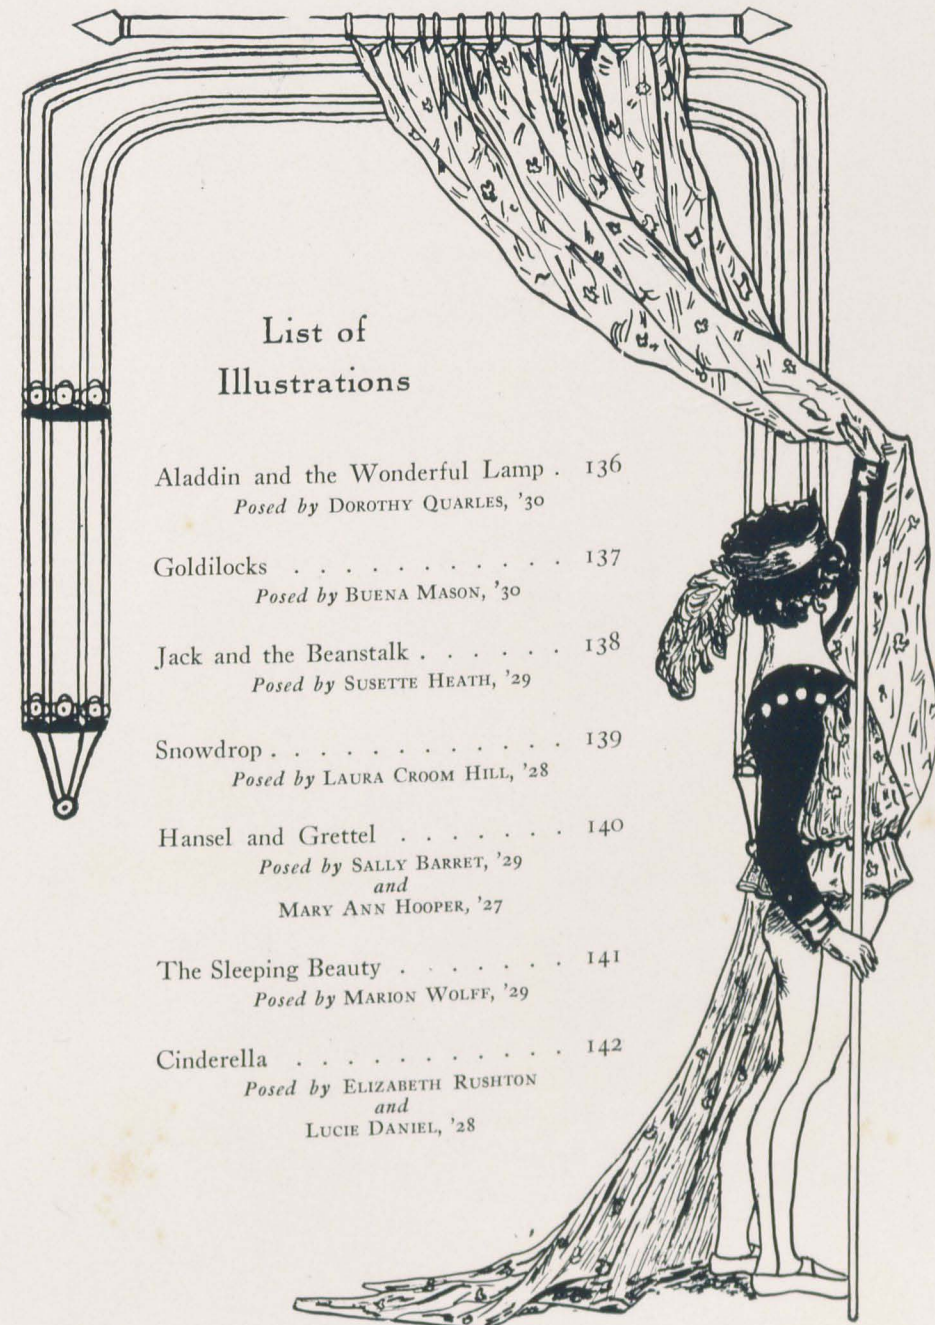 List of
Illustrations
Aladdin and the Wonderful Lamp . 136
Posed by DOROTHY QUARLES, '30
Goldilocks . . . . . . . . . . . 137
Posed by BUENA MASON, '30
Jack and the Beanstalk . . . . . . 138
Posed by SUSETTE HEATH, '29
Snowdrop . . . . . . . . . . . . 139
Posed by LAURA CROOM HILL, '28
Hansel and Grettel . . . . . . . 140
Posed by SALLY BARRET, '29
and
MARY ANN HOOPER, '27
The Sleeping Beauty . . . . . . . 141
Posed by MARION WOLFF, '29
Cinderella . . . . . . . . . . . 142
Posed by ELIZABETH RUSHTON
and
LUCIE DANIEL, '28